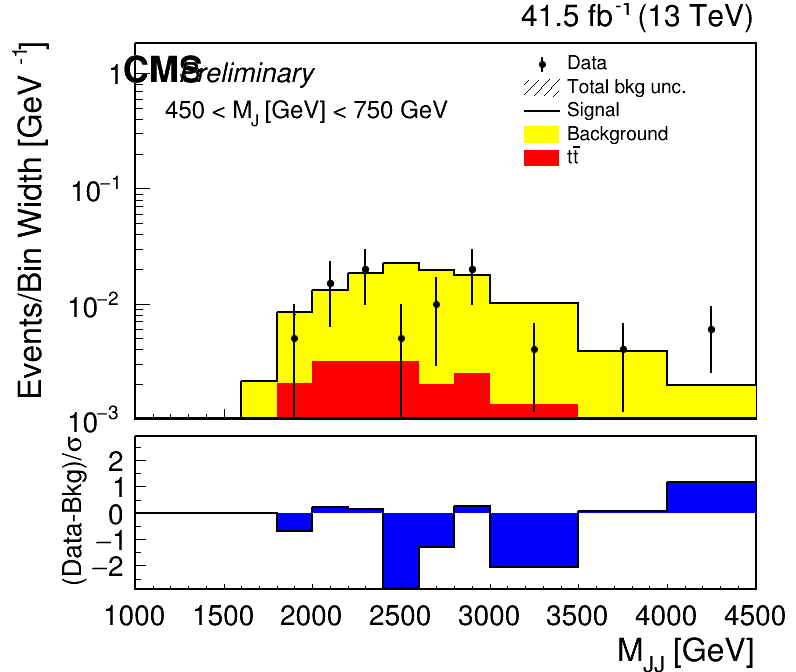 41.5 fb⁻¹ (13 TeV)
CMS Preliminary
450 < M_J [GeV] < 750 GeV
Data
Total bkg unc.
Signal
Background
tt̅
Events/Bin Width [GeV⁻¹]
1
10⁻¹
10⁻²
10⁻³
(Data-Bkg)/σ
2
1
0
−1
−2
1000 1500 2000 2500 3000 3500 4000 4500
M_JJ [GeV]